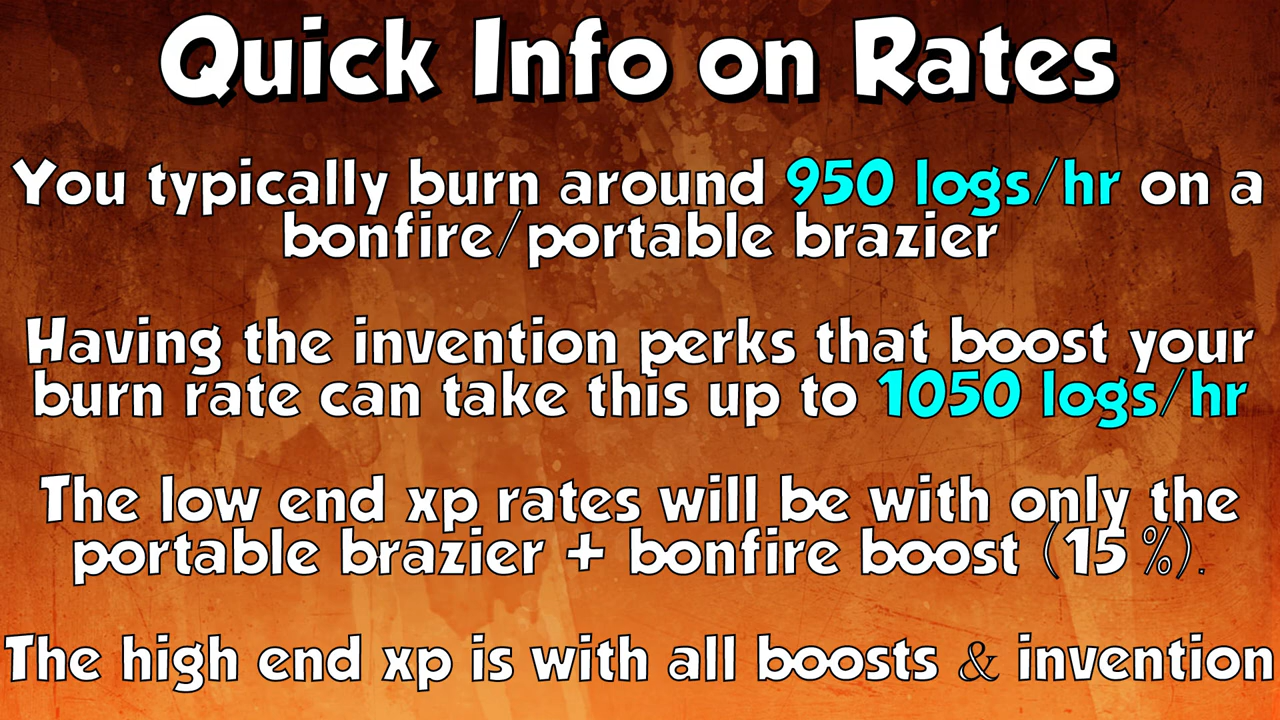 Quick Info on Rates
You typically burn around 950 logs/hr on a
bonfire/portable brazier
Having the invention perks that boost your
burn rate can take this up to 1050 logs/hr
The low end xp rates will be with only the
portable brazier + bonfire boost (15%).
The high end xp is with all boosts & invention